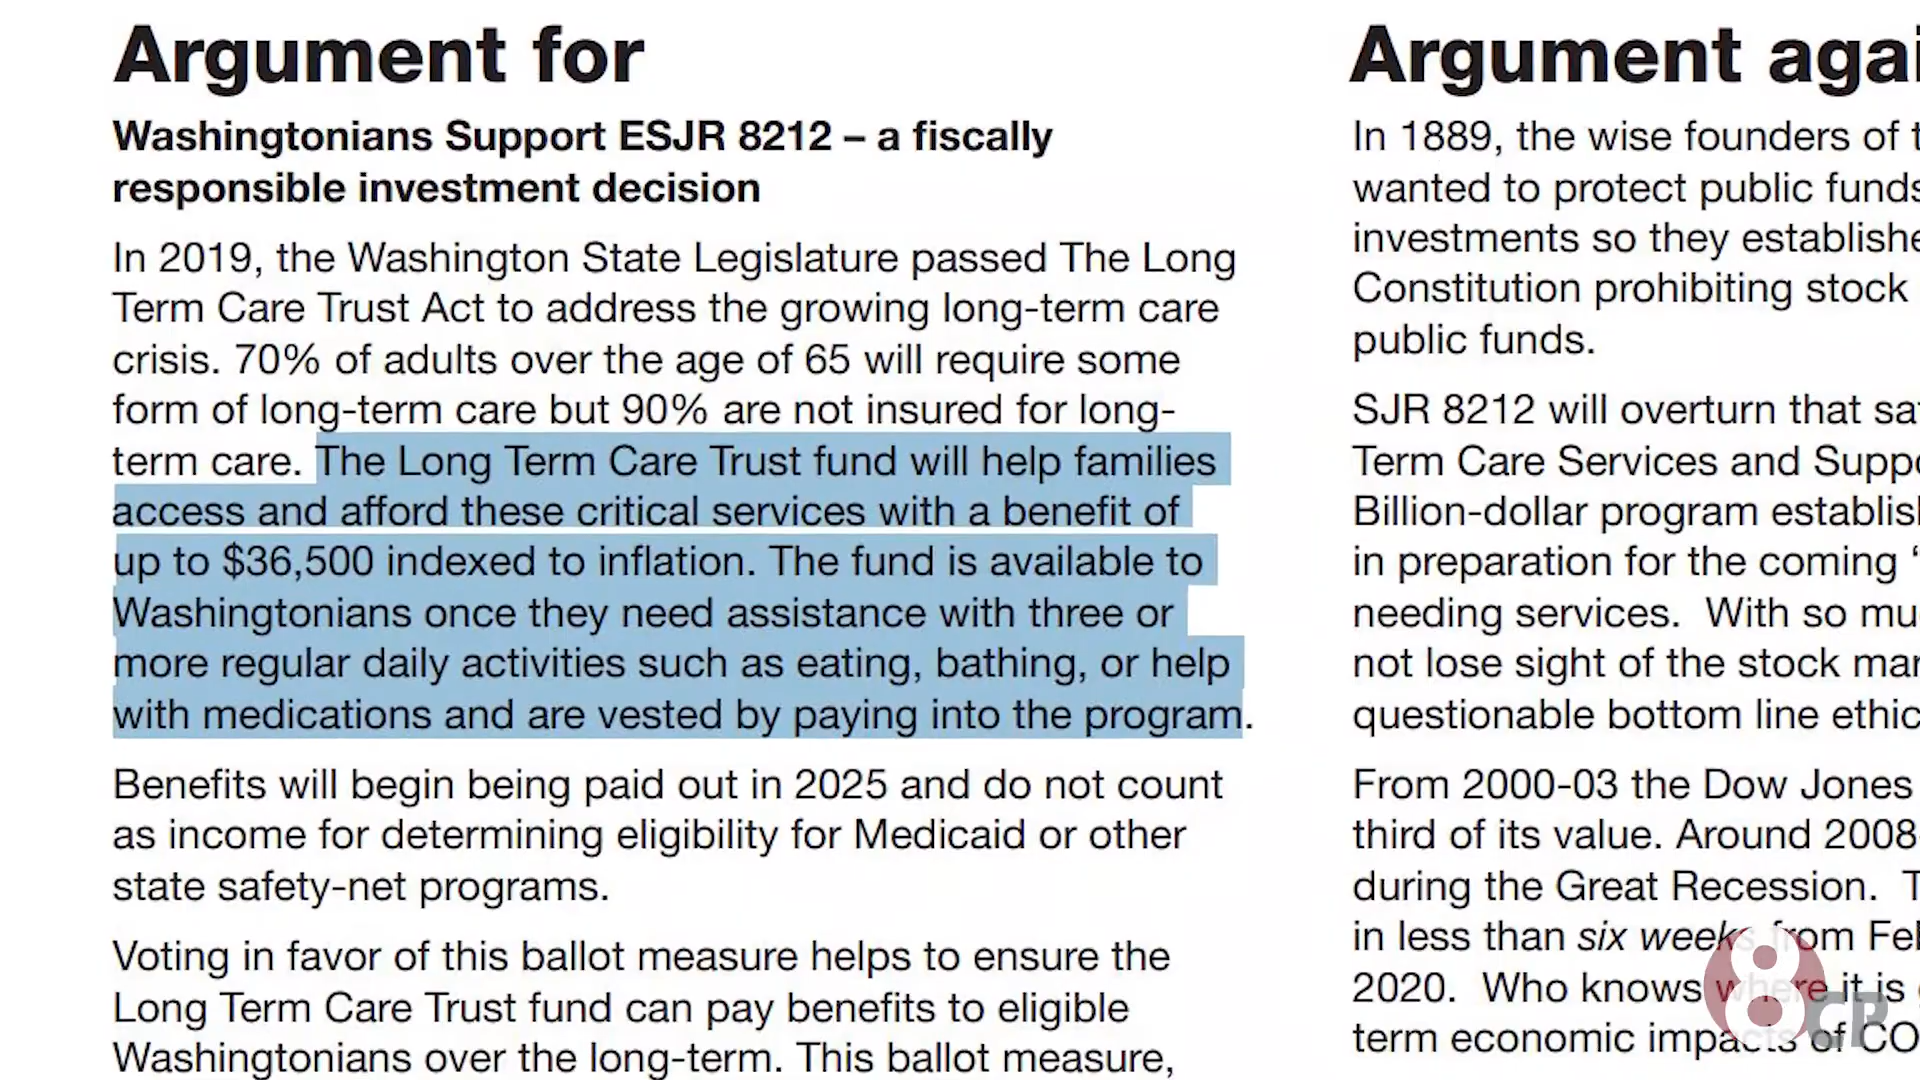 Argument for
Washingtonians Support ESJR 8212 – a fiscally
responsible investment decision
In 2019, the Washington State Legislature passed The Long
Term Care Trust Act to address the growing long-term care
crisis. 70% of adults over the age of 65 will require some
form of long-term care but 90% are not insured for long-
term care. The Long Term Care Trust fund will help families
access and afford these critical services with a benefit of
up to $36,500 indexed to inflation. The fund is available to
Washingtonians once they need assistance with three or
more regular daily activities such as eating, bathing, or help
with medications and are vested by paying into the program.
Benefits will begin being paid out in 2025 and do not count
as income for determining eligibility for Medicaid or other
state safety-net programs.
Voting in favor of this ballot measure helps to ensure the
Long Term Care Trust fund can pay benefits to eligible
Washingtonians over the long-term. This ballot measure,
Argument agai
In 1889, the wise founders of
wanted to protect public funds
investments so they establishe
Constitution prohibiting stock
public funds.
SJR 8212 will overturn that sa
Term Care Services and Supp
Billion-dollar program establis
in preparation for the coming
needing services. With so mu
not lose sight of the stock mar
questionable bottom line ethic
From 2000-03 the Dow Jones
third of its value. Around 2008
during the Great Recession. T
in less than six weeks from Fe
2020. Who knows where it is
term economic impacts of CO
8CP